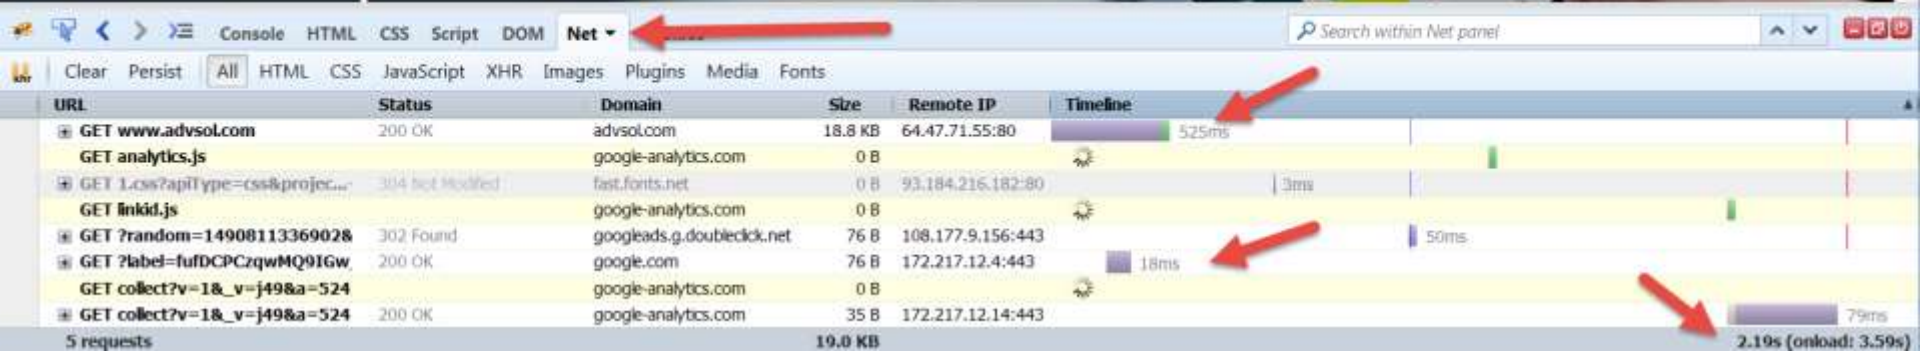 Console HTML CSS Script DOM Net Search within Net panel
Clear Persist All HTML CSS JavaScript XHR Images Plugins Media Fonts
URL Status Domain Size Remote IP Timeline
GET www.advsol.com 200 OK advsol.com 18.8 KB 64.47.71.55:80 525ms
GET analytics.js google-analytics.com 0 B
GET 1.css?apiType=css&projec... 304 Not Modified fast.fonts.net 0 B 93.184.216.182:80 3ms
GET linkid.js google-analytics.com 0 B
GET ?random=1490811336902& 302 Found googleads.g.doubleclick.net 76 B 108.177.9.156:443 50ms
GET ?label=fufDCPCzqwMQ9IGw 200 OK google.com 76 B 172.217.12.4:443 18ms
GET collect?v=1&_v=j49&a=524 google-analytics.com 0 B
GET collect?v=1&_v=j49&a=524 200 OK google-analytics.com 35 B 172.217.12.14:443 79ms
5 requests 19.0 KB 2.19s (onload: 3.59s)